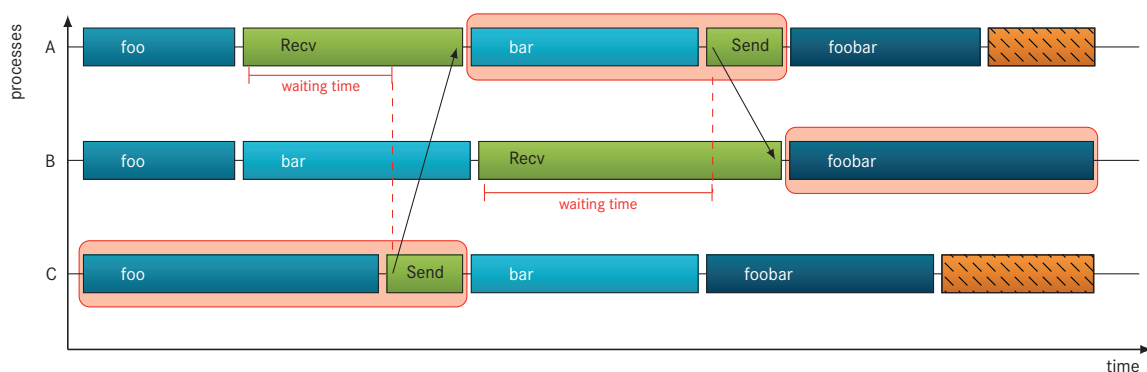 processes
A
foo
Recv
bar
Send
foobar
waiting time
B
foo
bar
Recv
foobar
waiting time
C
foo
Send
bar
foobar
time